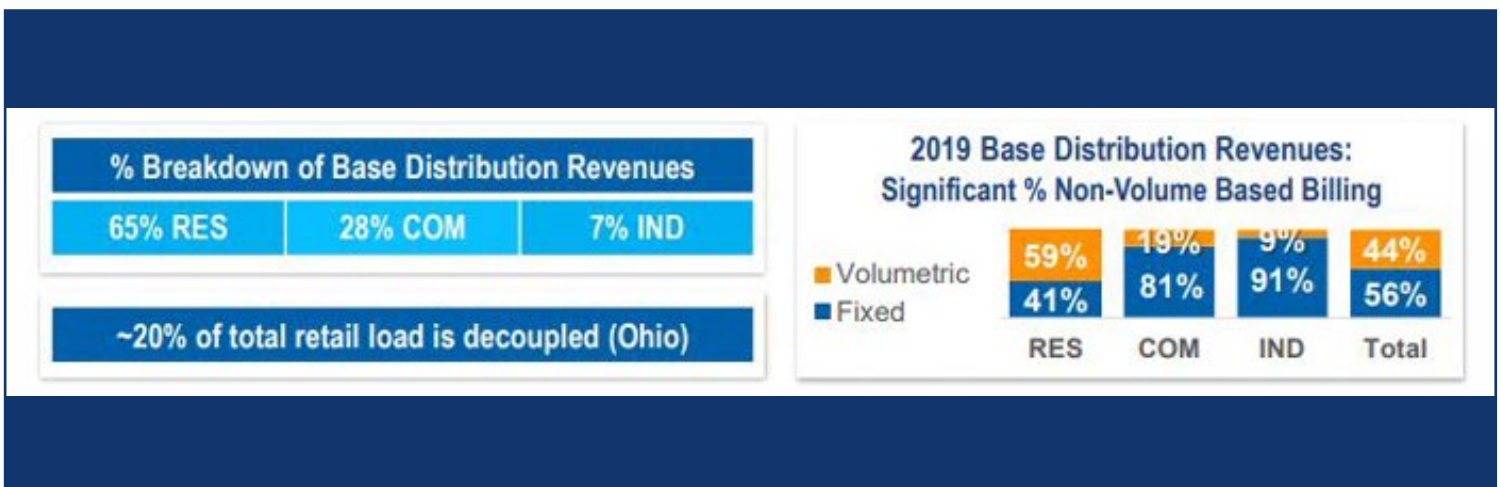 % Breakdown of Base Distribution Revenues
65% RES 28% COM 7% IND
~20% of total retail load is decoupled (Ohio)
2019 Base Distribution Revenues:
Significant % Non-Volume Based Billing
Volumetric
Fixed
59% 19% 9% 44%
41% 81% 91% 56%
RES COM IND Total